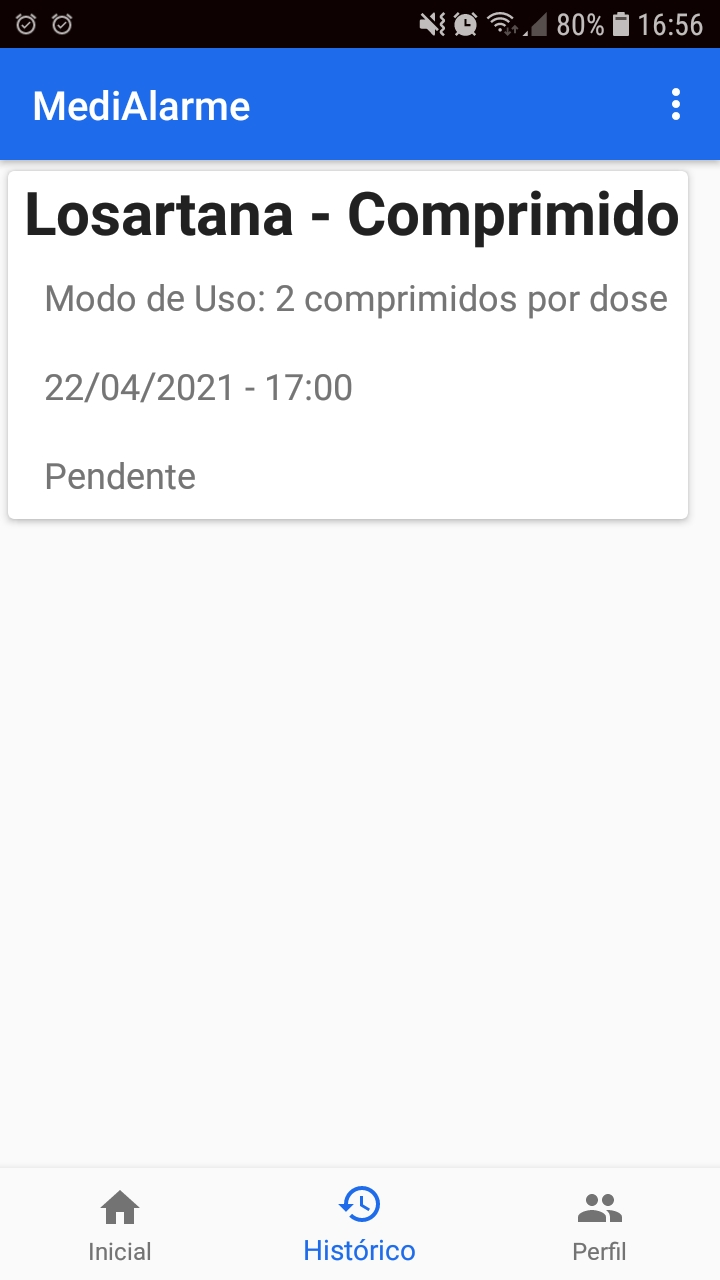 80% 16:56
MediAlarme
Losartana - Comprimido
Modo de Uso: 2 comprimidos por dose
22/04/2021 - 17:00
Pendente
Inicial Histórico Perfil